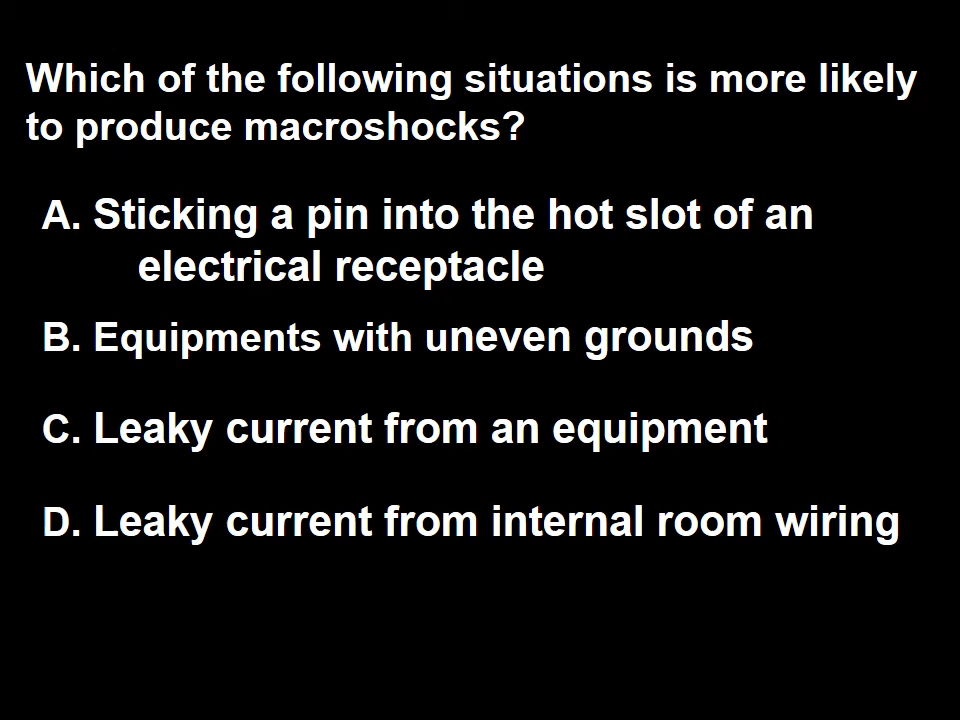 Which of the following situations is more likely
to produce macroshocks?
A. Sticking a pin into the hot slot of an
electrical receptacle
B. Equipments with uneven grounds
C. Leaky current from an equipment
D. Leaky current from internal room wiring